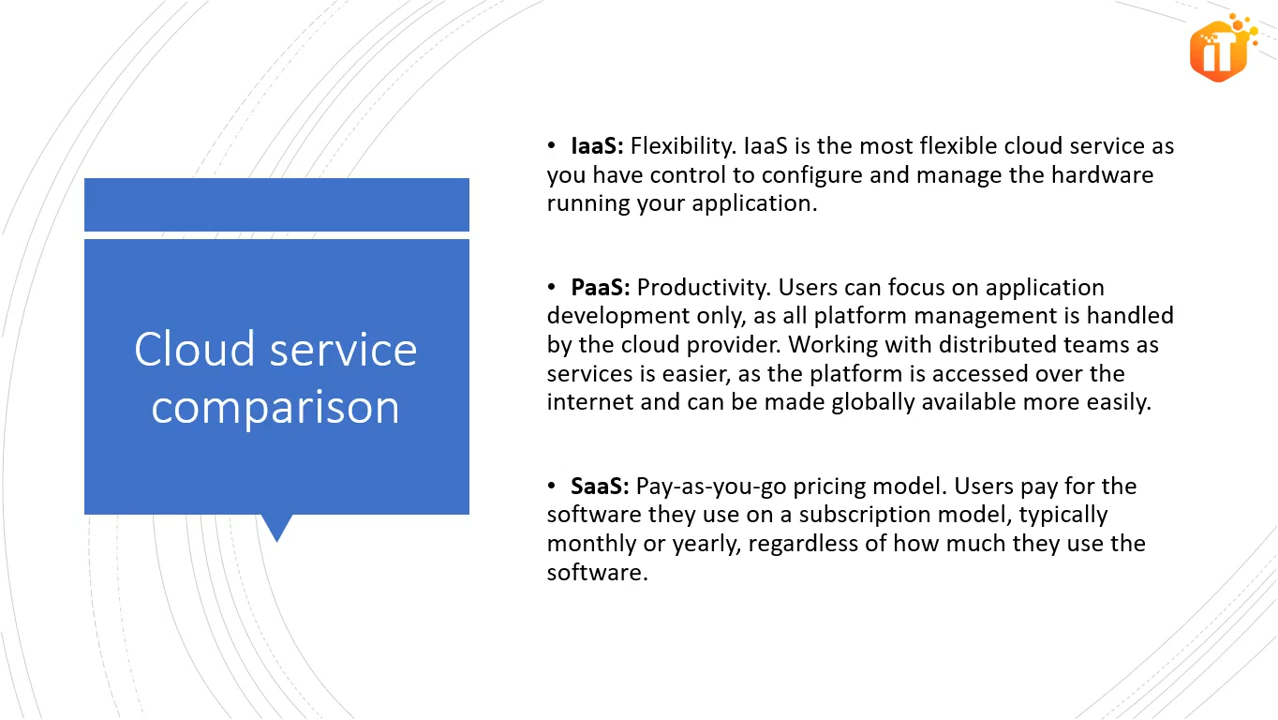 iT
Cloud service
comparison
• IaaS: Flexibility. IaaS is the most flexible cloud service as
you have control to configure and manage the hardware
running your application.
• PaaS: Productivity. Users can focus on application
development only, as all platform management is handled
by the cloud provider. Working with distributed teams as
services is easier, as the platform is accessed over the
internet and can be made globally available more easily.
• SaaS: Pay-as-you-go pricing model. Users pay for the
software they use on a subscription model, typically
monthly or yearly, regardless of how much they use the
software.